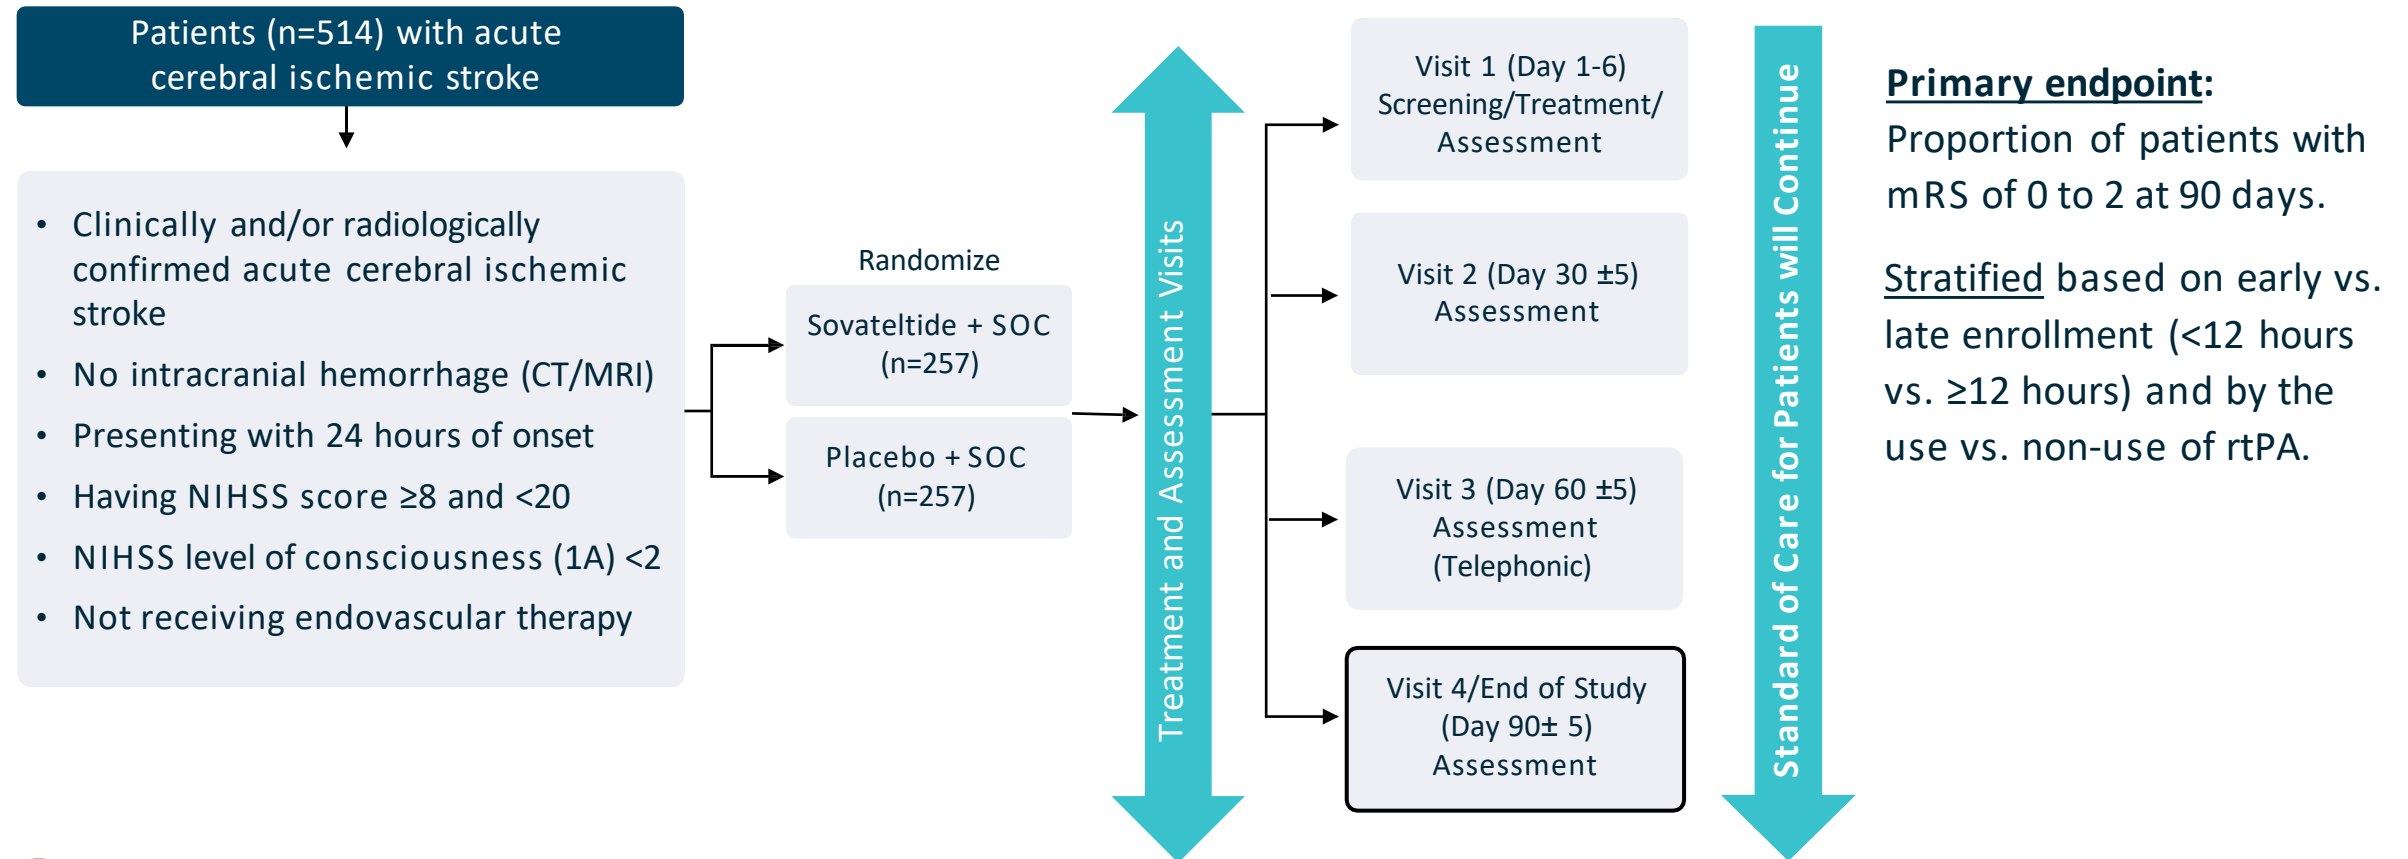 Patients (n=514) with acute
cerebral ischemic stroke
• Clinically and/or radiologically
confirmed acute cerebral ischemic
stroke
• No intracranial hemorrhage (CT/MRI)
• Presenting with 24 hours of onset
• Having NIHSS score ≥8 and <20
• NIHSS level of consciousness (1A) <2
• Not receiving endovascular therapy
Randomize
Sovateltide + SOC
(n=257)
Placebo + SOC
(n=257)
Treatment and Assessment Visits
Visit 1 (Day 1-6)
Screening/Treatment/
Assessment
Visit 2 (Day 30 ±5)
Assessment
Visit 3 (Day 60 ±5)
Assessment
(Telephonic)
Visit 4/End of Study
(Day 90± 5)
Assessment
Standard of Care for Patients will Continue
Primary endpoint:
Proportion of patients with
mRS of 0 to 2 at 90 days.
Stratified based on early vs.
late enrollment (<12 hours
vs. ≥12 hours) and by the
use vs. non-use of rtPA.